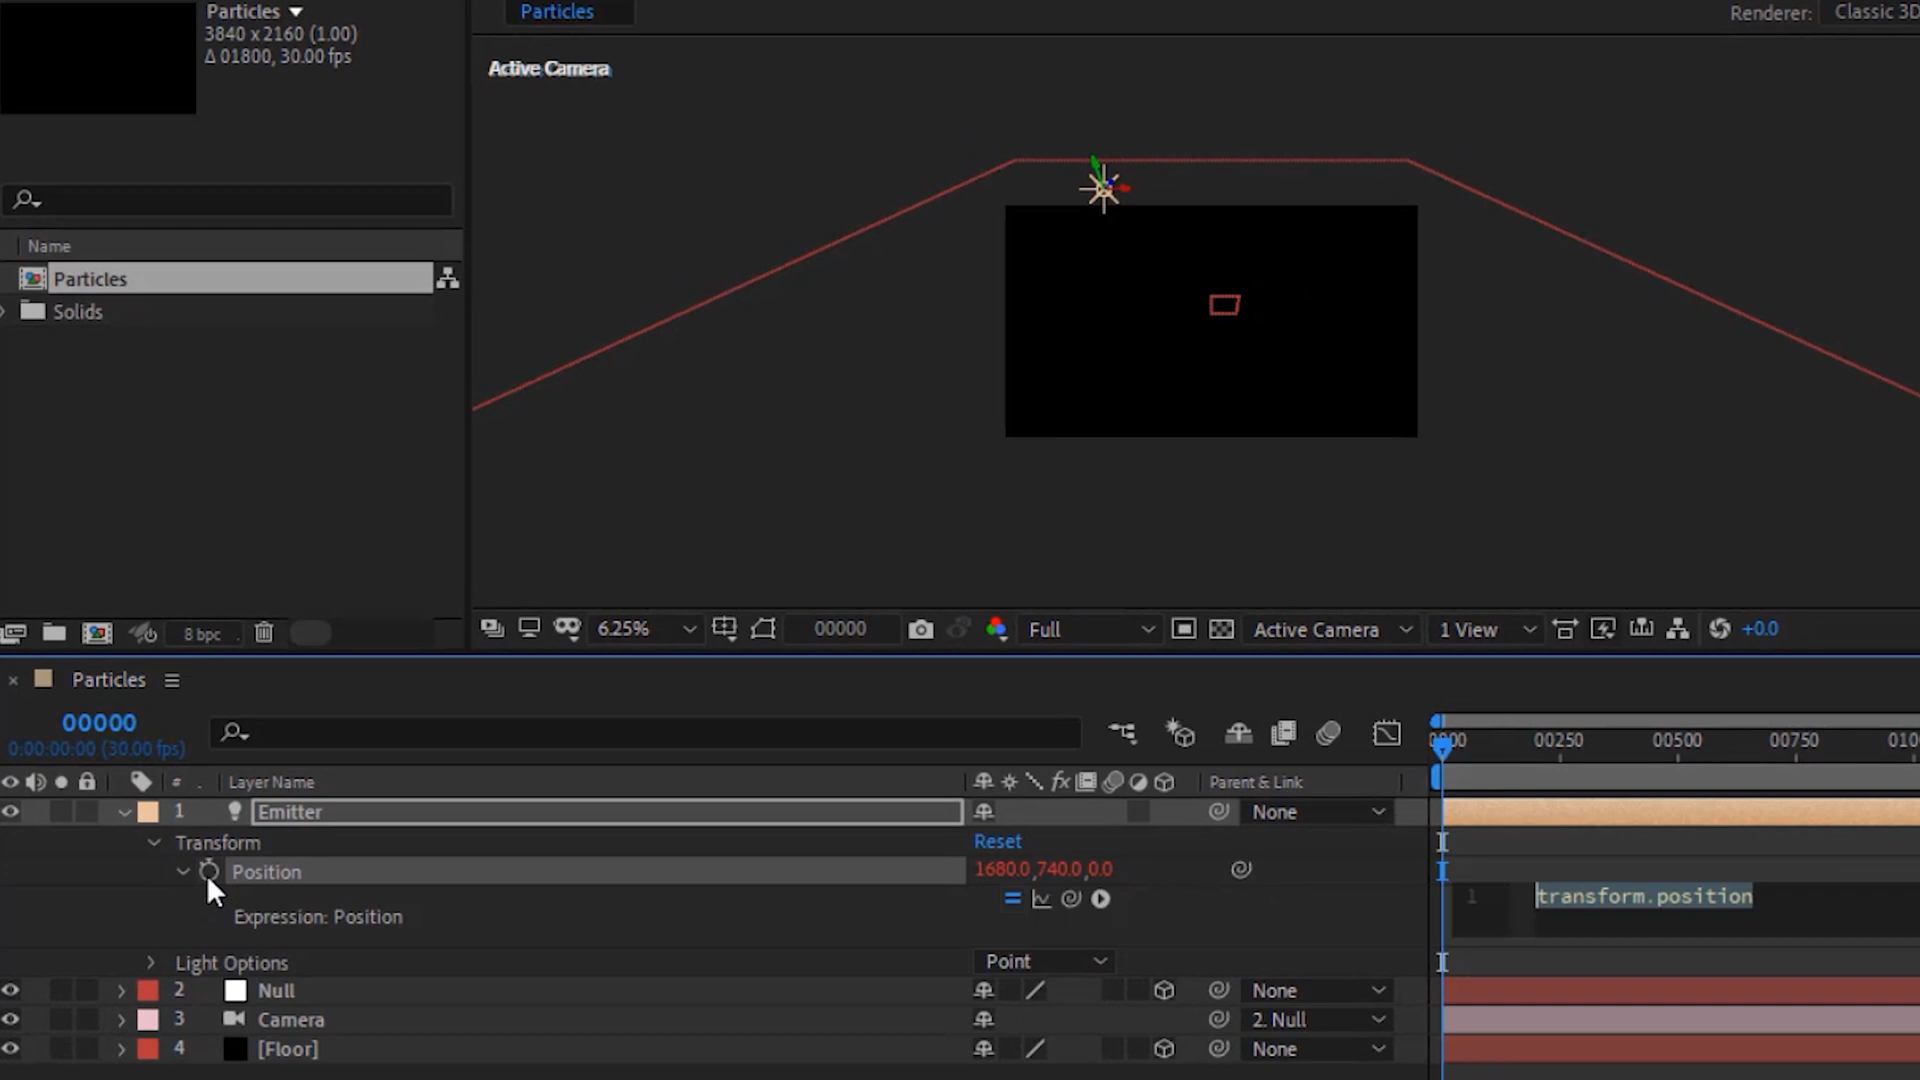 Particles
3840 x 2160 (1.00)
Δ 01800, 30.00 fps
Particles
Renderer:
Classic 3D
Active Camera
Name
Particles
Solids
8 bpc
6.25%
00000
Full
Active Camera
1 View
+0.0
Particles
00000
0:00:00:00 (30.00 fps)
00250
00500
00750
#
Layer Name
fx
Parent & Link
1
Emitter
None
Transform
Reset
Position
1680.0,740.0,0.0
Expression: Position
1
transform.position
Light Options
Point
2
Null
None
3
Camera
2. Null
4
[Floor]
None